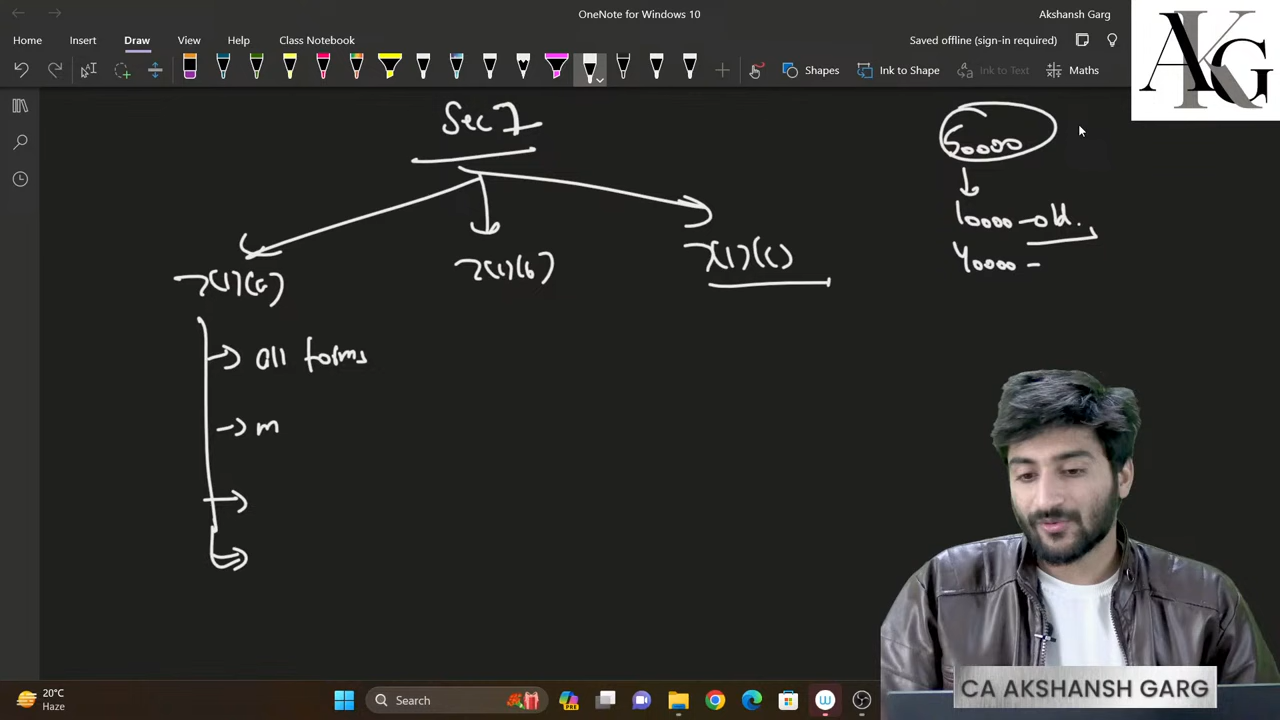 OneNote for Windows 10
Akshansh Garg
Home Insert Draw View Help Class Notebook
Saved offline (sign-in required)
Shapes Ink to Shape Ink to Text Maths
AKG
Sec 7
50000
10000 - old.
40000 -
7(1)(a) 7(1)(b) 7(1)(c)
→ all forms
→ m
→
→
CA AKSHANSH GARG
20°C
Haze
Search
PRE